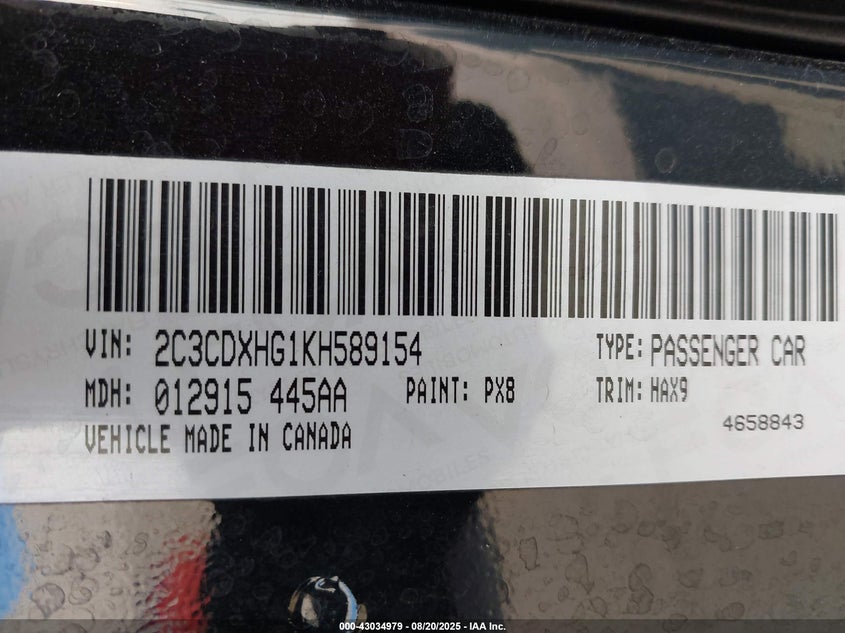 VIN: 2C3CDXHG1KH589154 TYPE: PASSENGER CAR
MDH: 012915 445AA PAINT: PX8 TRIM: HAX9
VEHICLE MADE IN CANADA 4658843
000-43034979 - 08/20/2025 - IAA Inc.